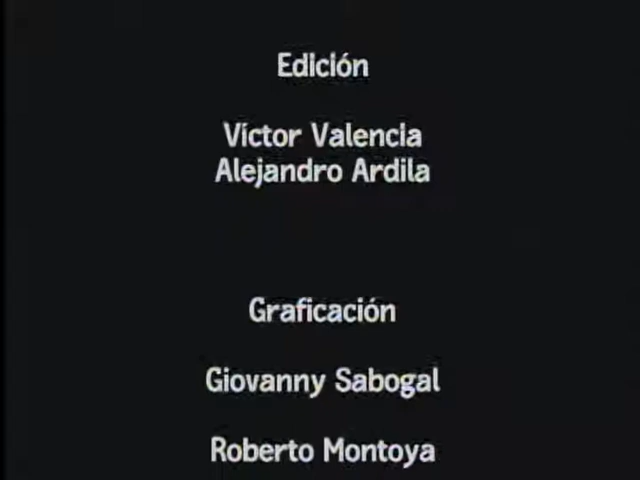 Edición
Víctor Valencia
Alejandro Ardila
Graficación
Giovanny Sabogal
Roberto Montoya